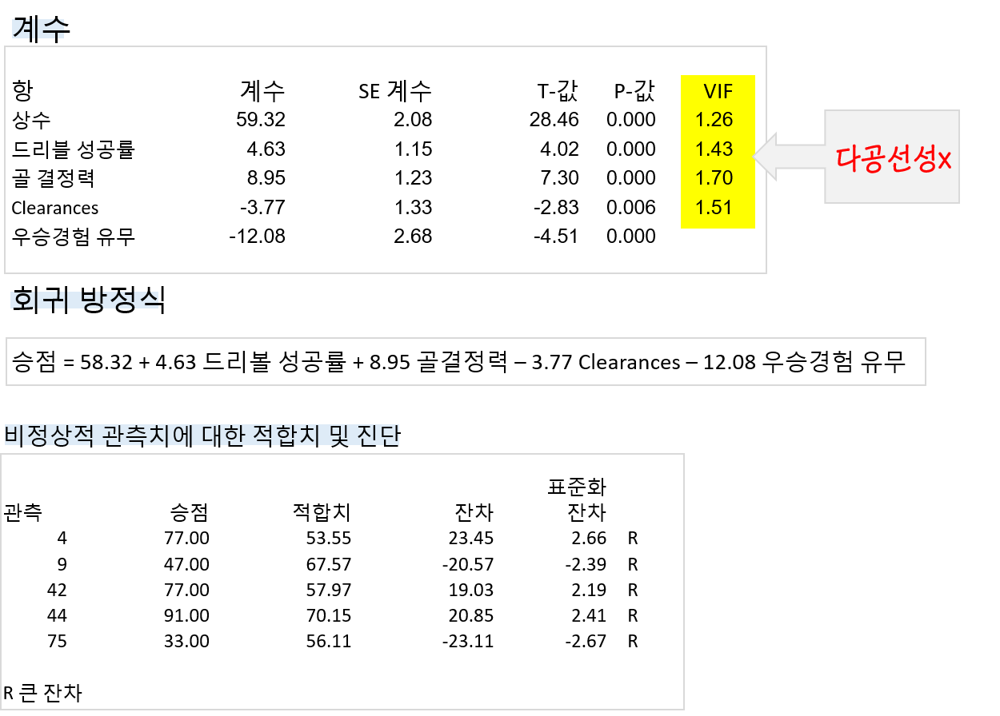 계수
항 계수 SE 계수 T-값 P-값 VIF
상수 59.32 2.08 28.46 0.000 1.26
드리블 성공률 4.63 1.15 4.02 0.000 1.43
골 결정력 8.95 1.23 7.30 0.000 1.70
Clearances -3.77 1.33 -2.83 0.006 1.51
우승경험 유무 -12.08 2.68 -4.51 0.000
다공선성x
회귀 방정식
승점 = 58.32 + 4.63 드리볼 성공률 + 8.95 골결정력 – 3.77 Clearances – 12.08 우승경험 유무
비정상적 관측치에 대한 적합치 및 진단
표준화
관측 승점 적합치 잔차 잔차
4 77.00 53.55 23.45 2.66 R
9 47.00 67.57 -20.57 -2.39 R
42 77.00 57.97 19.03 2.19 R
44 91.00 70.15 20.85 2.41 R
75 33.00 56.11 -23.11 -2.67 R
R 큰 잔차